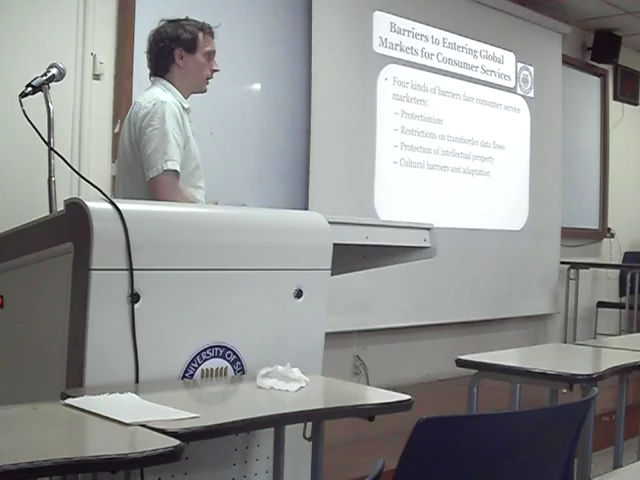 Barriers to Entering Global
Markets for Consumer Services
• Four kinds of barriers face consumer service
marketers:
– Protectionism
– Restrictions on transborder data flows
– Protection of intellectual property
– Cultural barriers and adaptation
UNIVERSITY OF